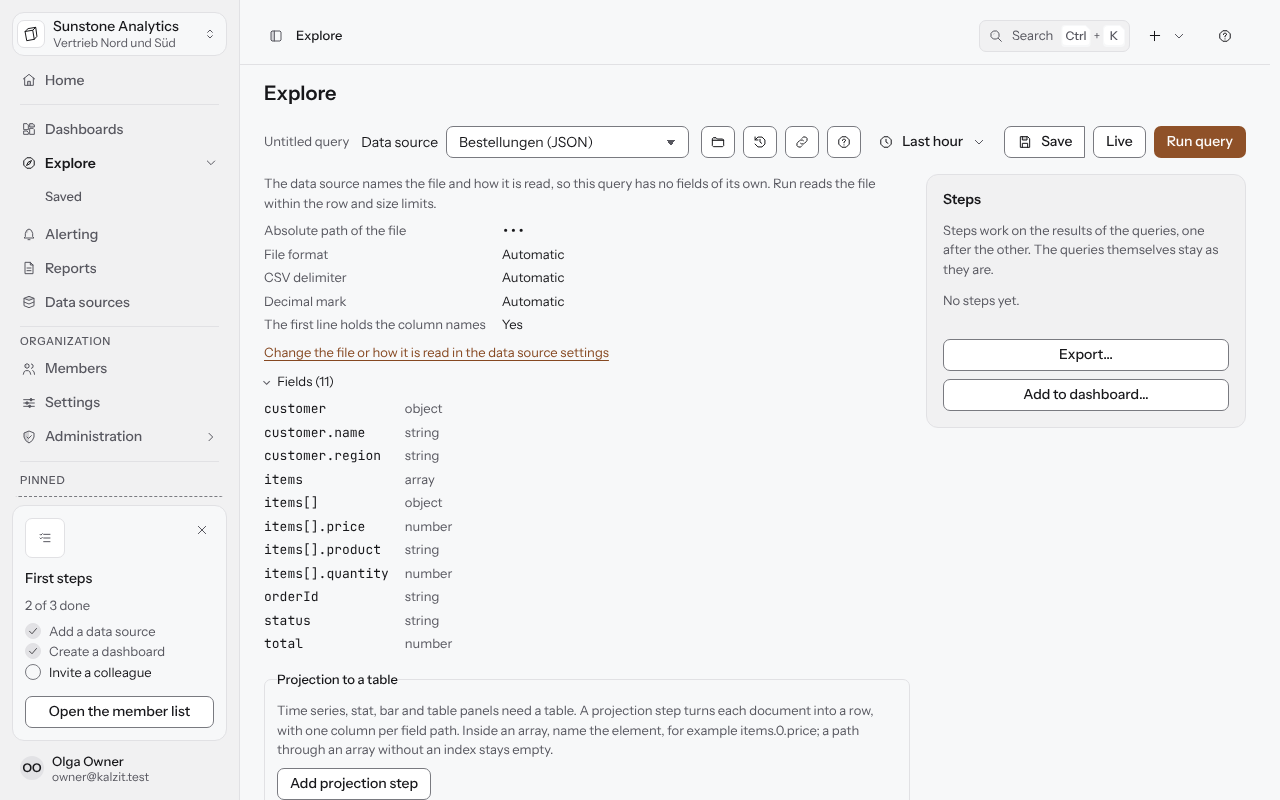 Sunstone Analytics
Vertrieb Nord und Süd
Home
Dashboards
Explore
Saved
Alerting
Reports
Data sources
ORGANIZATION
Members
Settings
Administration
PINNED
First steps
2 of 3 done
Add a data source
Create a dashboard
Invite a colleague
Open the member list
OO
Olga Owner
owner@kalzit.test
Explore
Search Ctrl + K
Explore
Untitled query Data source Bestellungen (JSON) Last hour Save Live Run query
The data source names the file and how it is read, so this query has no fields of its own. Run reads the file
within the row and size limits.
Absolute path of the file •••
File format Automatic
CSV delimiter Automatic
Decimal mark Automatic
The first line holds the column names Yes
Change the file or how it is read in the data source settings
Fields (11)
customer object
customer.name string
customer.region string
items array
items[] object
items[].price number
items[].product string
items[].quantity number
orderId string
status string
total number
Projection to a table
Time series, stat, bar and table panels need a table. A projection step turns each document into a row,
with one column per field path. Inside an array, name the element, for example items.0.price; a path
through an array without an index stays empty.
Add projection step
Steps
Steps work on the results of the queries, one
after the other. The queries themselves stay as
they are.
No steps yet.
Export...
Add to dashboard...